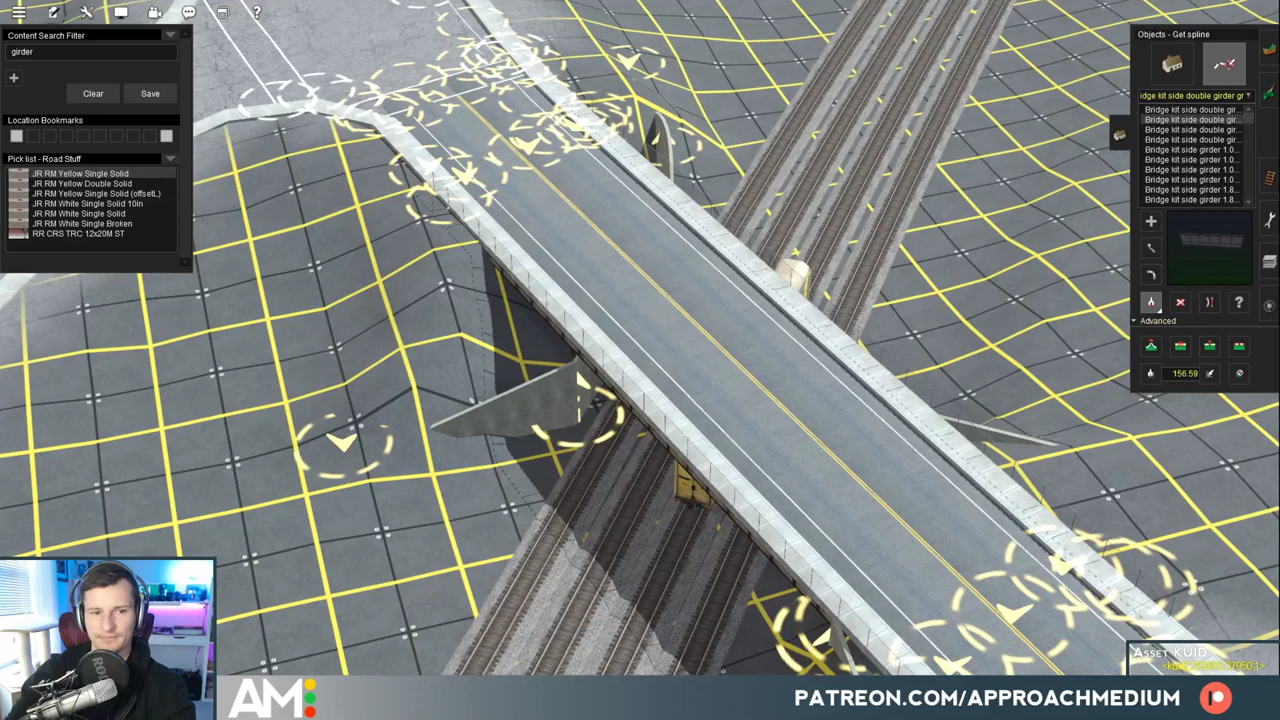 Content Search Filter
girder
Clear
Save
Location Bookmarks
Pick list - Road Stuff
JR RM Yellow Single Solid
JR RM Yellow Double Solid
JR RM Yellow Single Solid (offsetL)
JR RM White Single Solid 10in
JR RM White Single Solid
JR RM White Single Broken
RR CRS TRC 12x20M ST
Objects - Get spline
idge kit side double girder gr
Bridge kit side double gir...
Bridge kit side double gir...
Bridge kit side double gir...
Bridge kit side double gir...
Bridge kit side girder 1.0...
Bridge kit side girder 1.0...
Bridge kit side girder 1.0...
Bridge kit side girder 1.0...
Bridge kit side girder 1.8...
Bridge kit side girder 1.8...
Advanced
156.59
ASSET KUID
AM
PATREON.COM/APPROACHMEDIUM